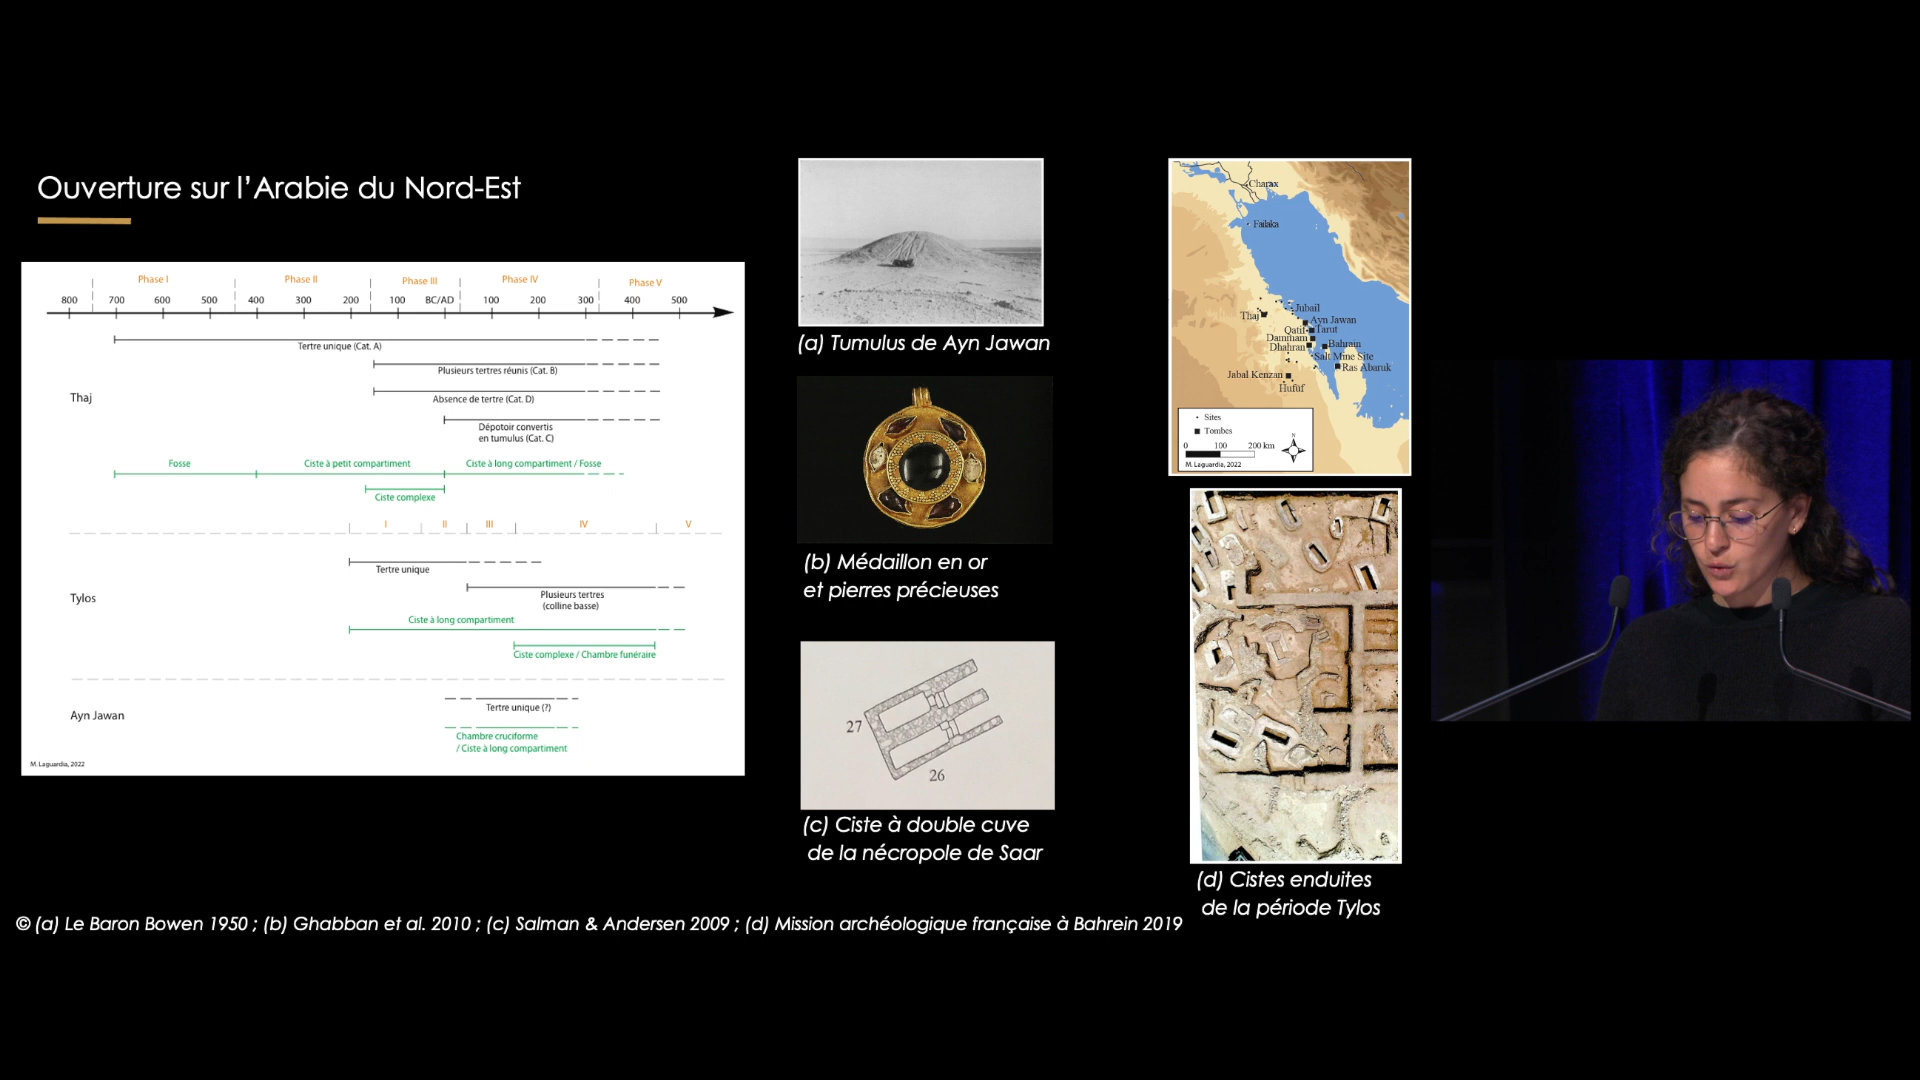 Ouverture sur l'Arabie du Nord-Est
Phase I
Phase II
Phase III
Phase IV
Phase V
800 700 600 500 400 300 200 100 BC/AD 100 200 300 400 500
Thaj
Tertre unique (Cat. A)
Plusieurs tertres réunis (Cat. B)
Absence de tertre (Cat. D)
Dépotoir convertis
en tumulus (Cat. C)
Fosse
Ciste à petit compartiment
Ciste à long compartiment / Fosse
Ciste complexe
I II III IV V
Tylos
Tertre unique
Plusieurs tertres
(colline basse)
Ciste à long compartiment
Ciste complexe / Chambre funéraire
Ayn Jawan
Tertre unique (?)
Chambre cruciforme
/ Ciste à long compartiment
M. Laguardia, 2022
(a) Tumulus de Ayn Jawan
(b) Médaillon en or
et pierres précieuses
27
26
(c) Ciste à double cuve
de la nécropole de Saar
Charax
Failaka
Jubail
Thaj
Ayn Jawan
Qatif
Tarut
Dammam
Dhahran
Bahrain
Salt Mine Site
Ras Abaruk
Jabal Kenzan
Hufuf
Sites
Tombes
N
0 100 200 km
M. Laguardia, 2022
(d) Cistes enduites
de la période Tylos
© (a) Le Baron Bowen 1950 ; (b) Ghabban et al. 2010 ; (c) Salman & Andersen 2009 ; (d) Mission archéologique française à Bahrein 2019